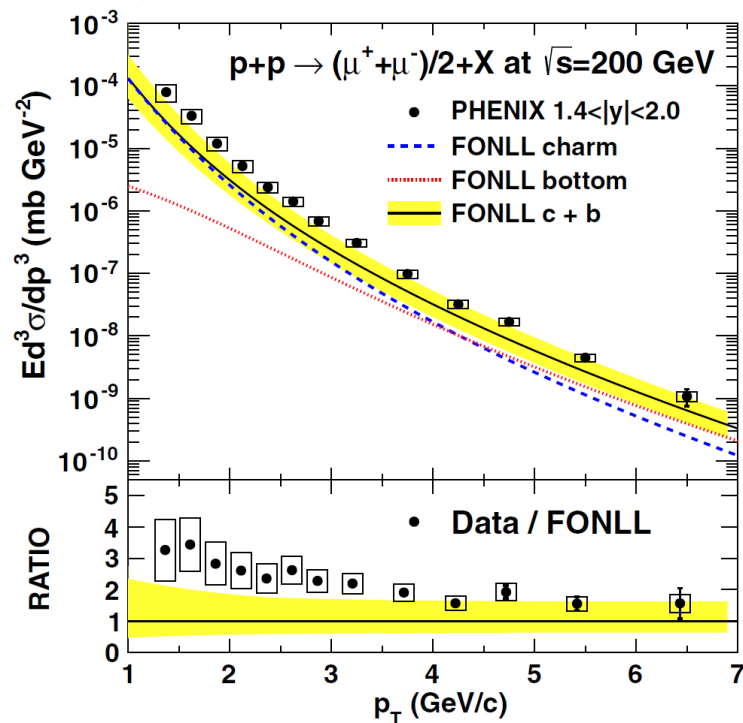 10⁻³
10⁻⁴
10⁻⁵
10⁻⁶
10⁻⁷
10⁻⁸
10⁻⁹
10⁻¹⁰
Ed³σ/dp³ (mb GeV⁻²)
p+p → (μ⁺+μ⁻)/2+X at √s=200 GeV
PHENIX 1.4<|y|<2.0
FONLL charm
FONLL bottom
FONLL c + b
5
4
3
2
1
0
RATIO
Data / FONLL
1 2 3 4 5 6 7
p_T (GeV/c)